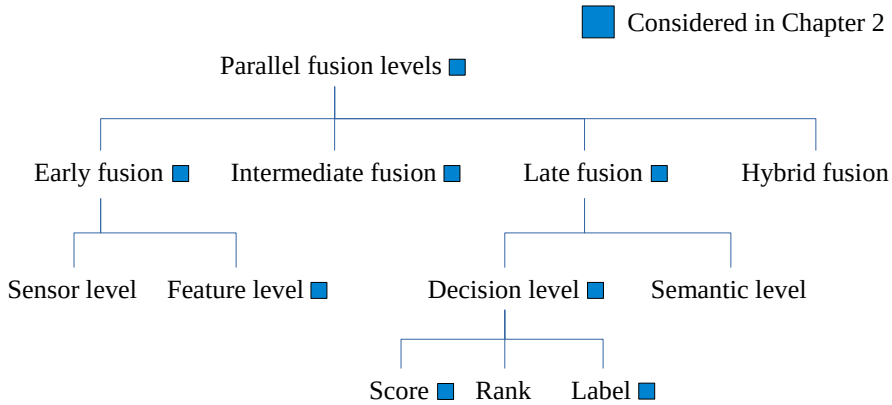 Considered in Chapter 2
Parallel fusion levels
Early fusion
Intermediate fusion
Late fusion
Hybrid fusion
Sensor level
Feature level
Decision level
Semantic level
Score
Rank
Label